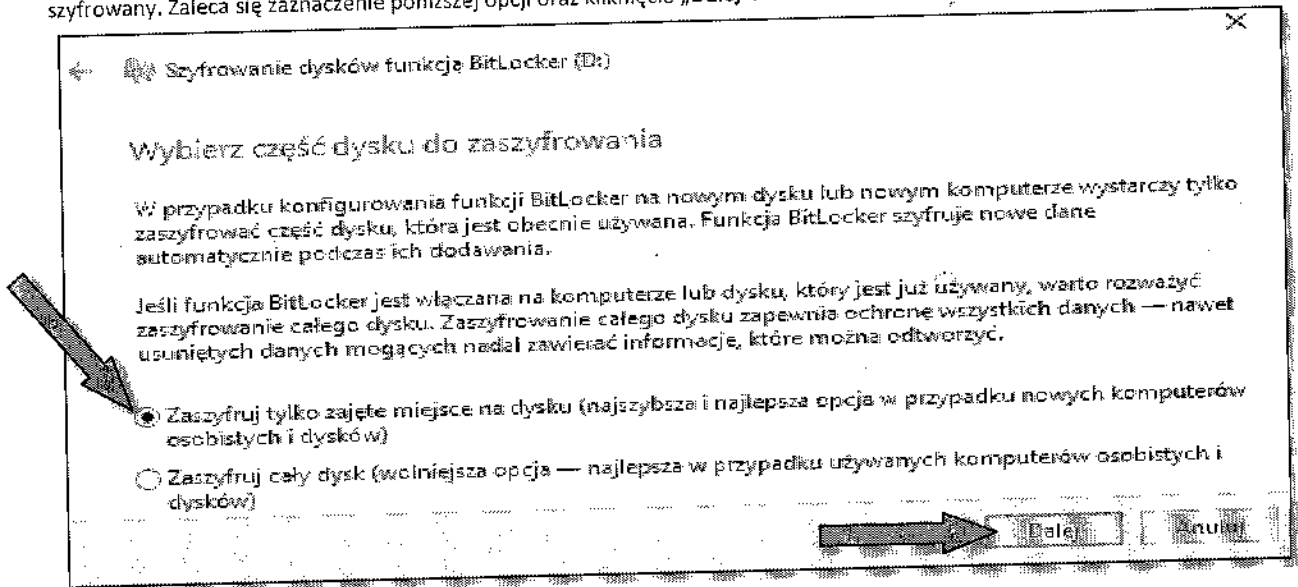 szyfrowany. Zaleca się zaznaczenie poniższej opcji oraz kliknięcie „Dalej"
Szyfrowanie dysków funkcją BitLocker (D:)
Wybierz część dysku do zaszyfrowania
W przypadku konfigurowania funkcji BitLocker na nowym dysku lub nowym komputerze wystarczy tylko
zaszyfrować część dysku, która jest obecnie używana. Funkcja BitLocker szyfruje nowe dane
automatycznie podczas ich dodawania.
Jeśli funkcja BitLocker jest włączana na komputerze lub dysku, który jest już używany, warto rozważyć
zaszyfrowanie całego dysku. Zaszyfrowanie całego dysku zapewnia ochronę wszystkich danych — nawet
usuniętych danych mogących nadal zawierać informacje, które można odtworzyć.
Zaszyfruj tylko zajęte miejsce na dysku (najszybsza i najlepsza opcja w przypadku nowych komputerów
osobistych i dysków)
Zaszyfruj cały dysk (wolniejsza opcja — najlepsza w przypadku używanych komputerów osobistych i
dysków)
Dalej Anuluj